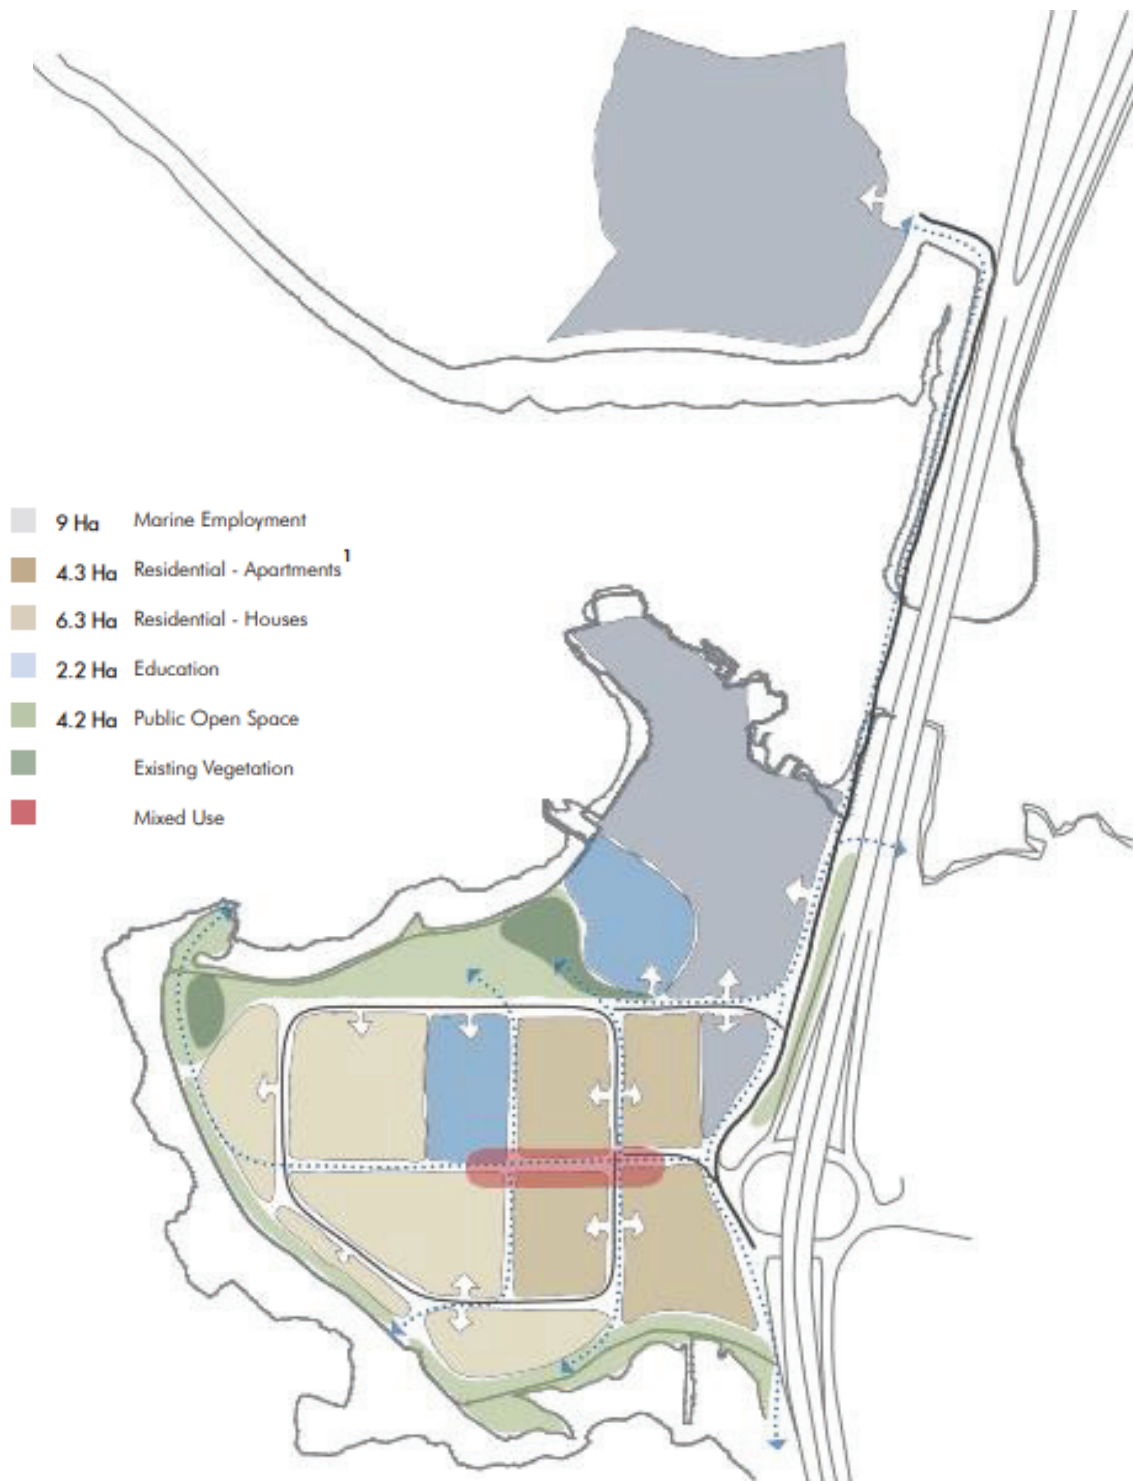 9 Ha Marine Employment
4.3 Ha Residential - Apartments¹
6.3 Ha Residential - Houses
2.2 Ha Education
4.2 Ha Public Open Space
Existing Vegetation
Mixed Use